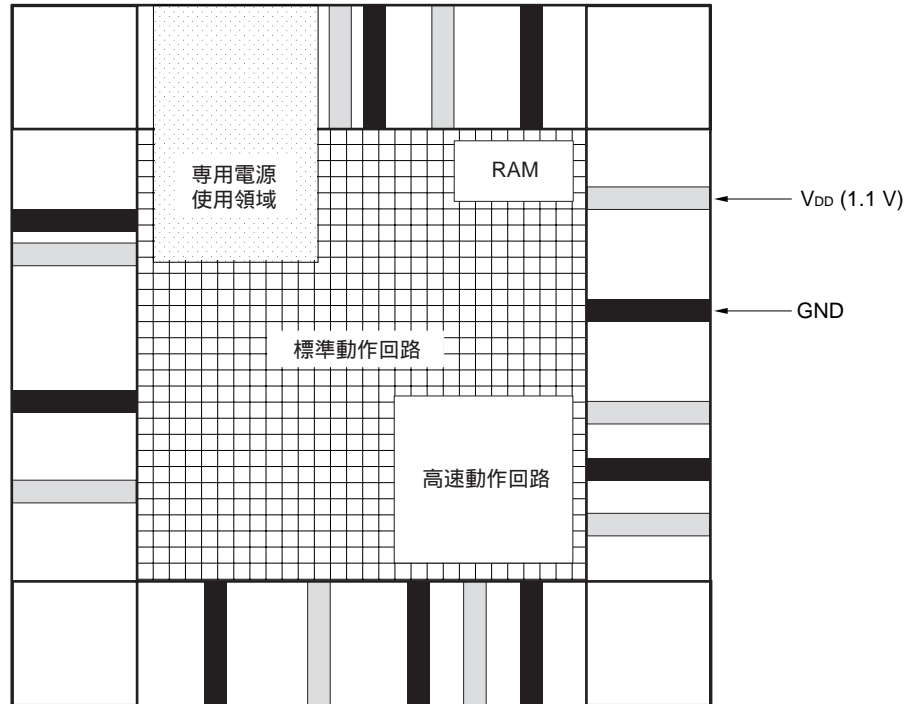 専用電源
使用領域
RAM
VDD (1.1 V)
GND
標準動作回路
高速動作回路